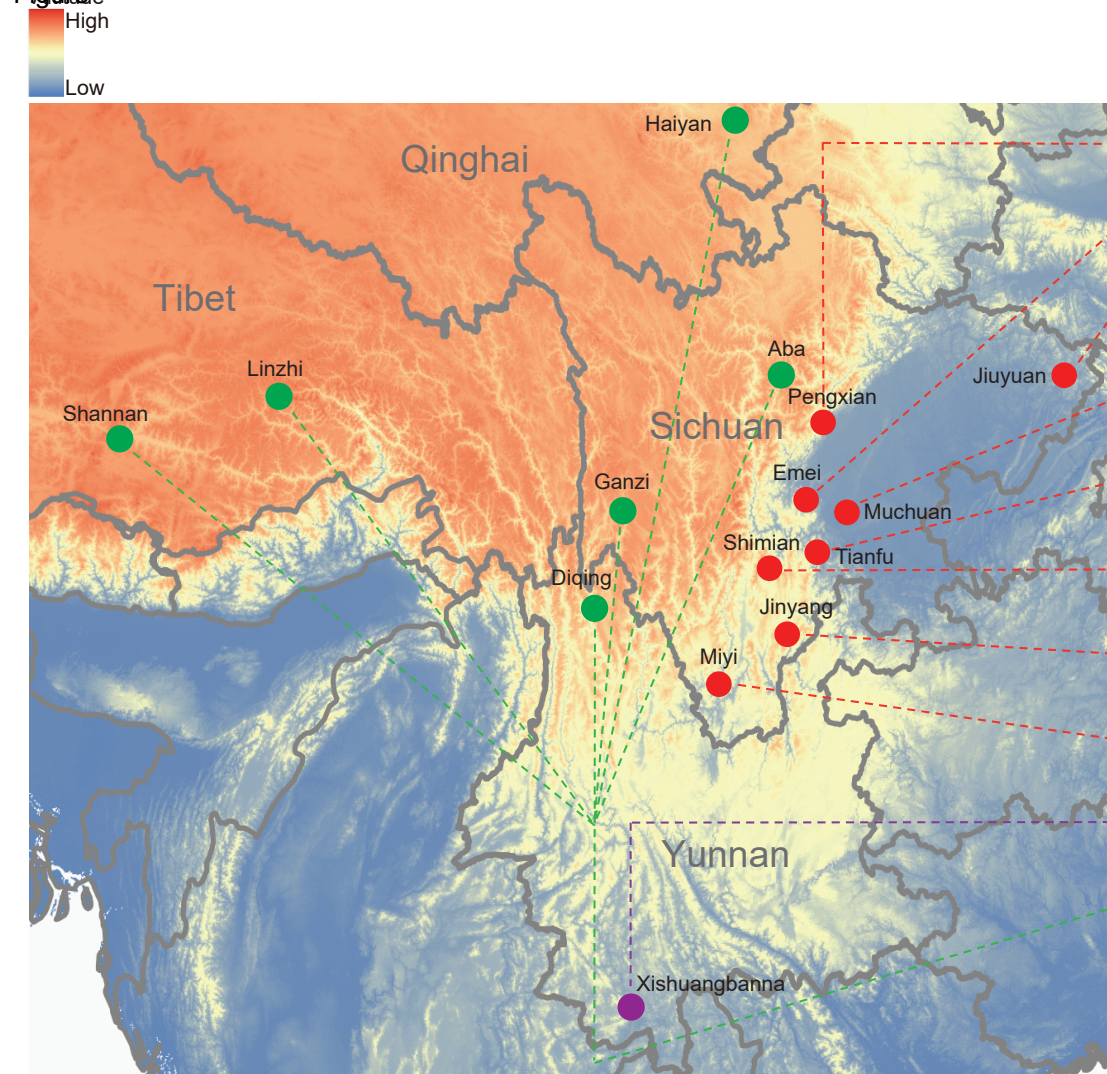 High
Low
Haiyan
Qinghai
Tibet
Linzhi
Aba
Jiuyuan
Pengxian
Shannan
Sichuan
Emei
Ganzi
Muchuan
Shimian
Tianfu
Diqing
Jinyang
Miyi
Yunnan
Xishuangbanna